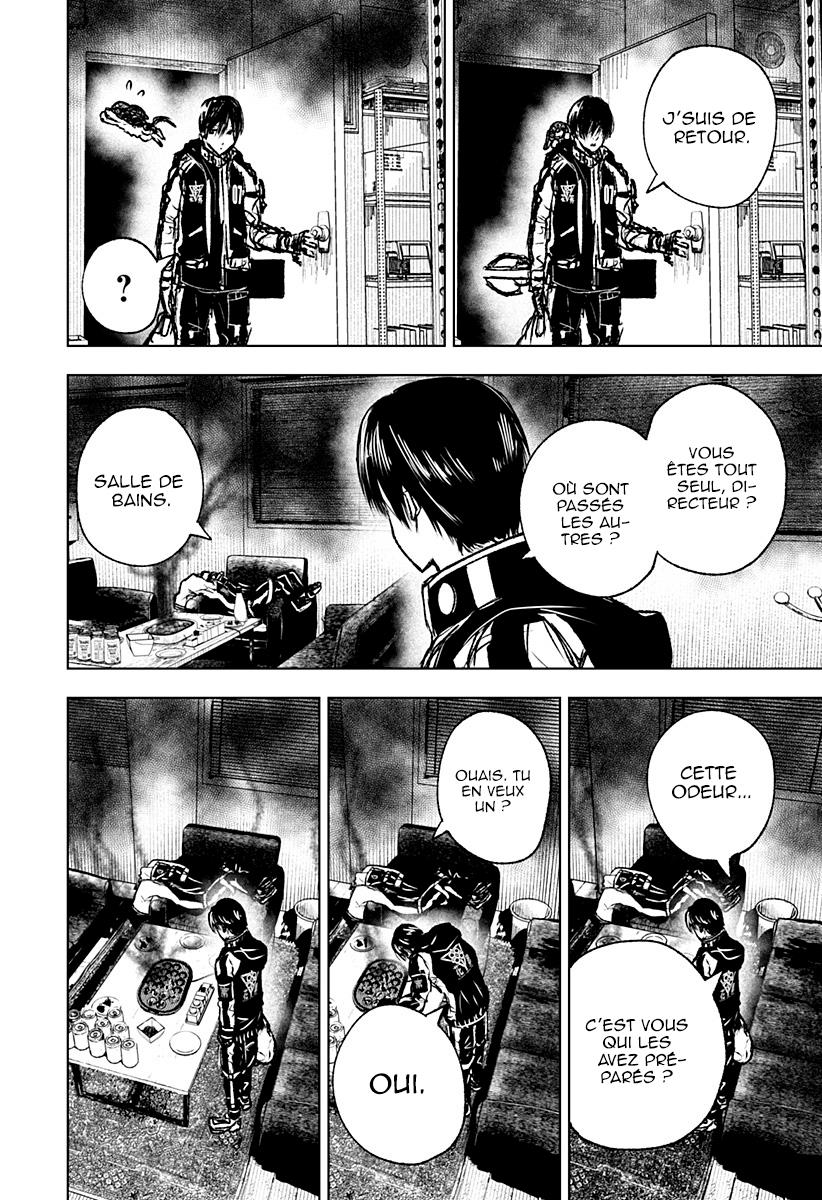 J'SUIS DE
RETOUR.
?
VOUS
ÊTES TOUT
SEUL, DI-
RECTEUR ?
OÙ SONT
PASSÉS
LES AU-
TRES ?
SALLE DE
BAINS.
CETTE
ODEUR...
C'EST VOUS
QUI LES
AVEZ PRÉ-
PARÉS ?
OUAIS. TU
EN VEUX
UN ?
OUI.